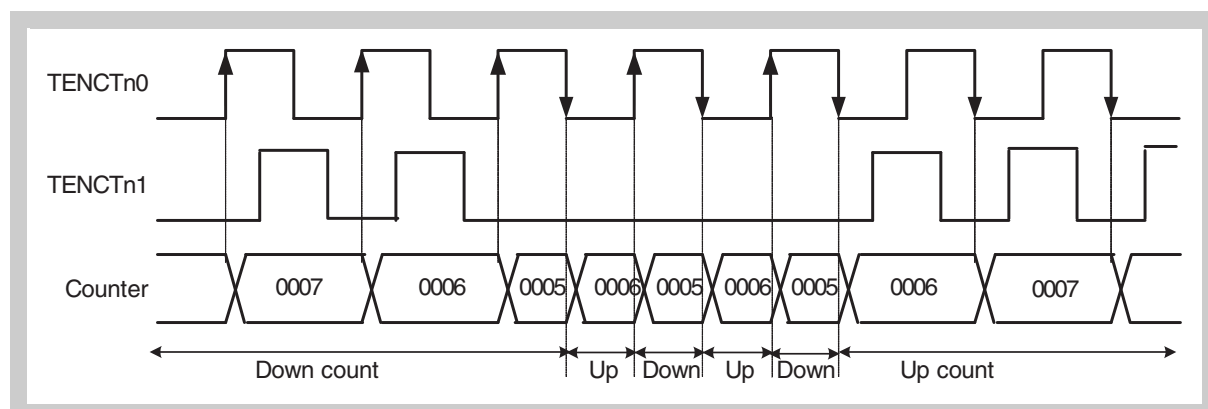 TENCTn0
TENCTn1
Counter 0007 0006 0005 0006 0005 0006 0005 0006 0007
Down count Up Down Up Down Up count